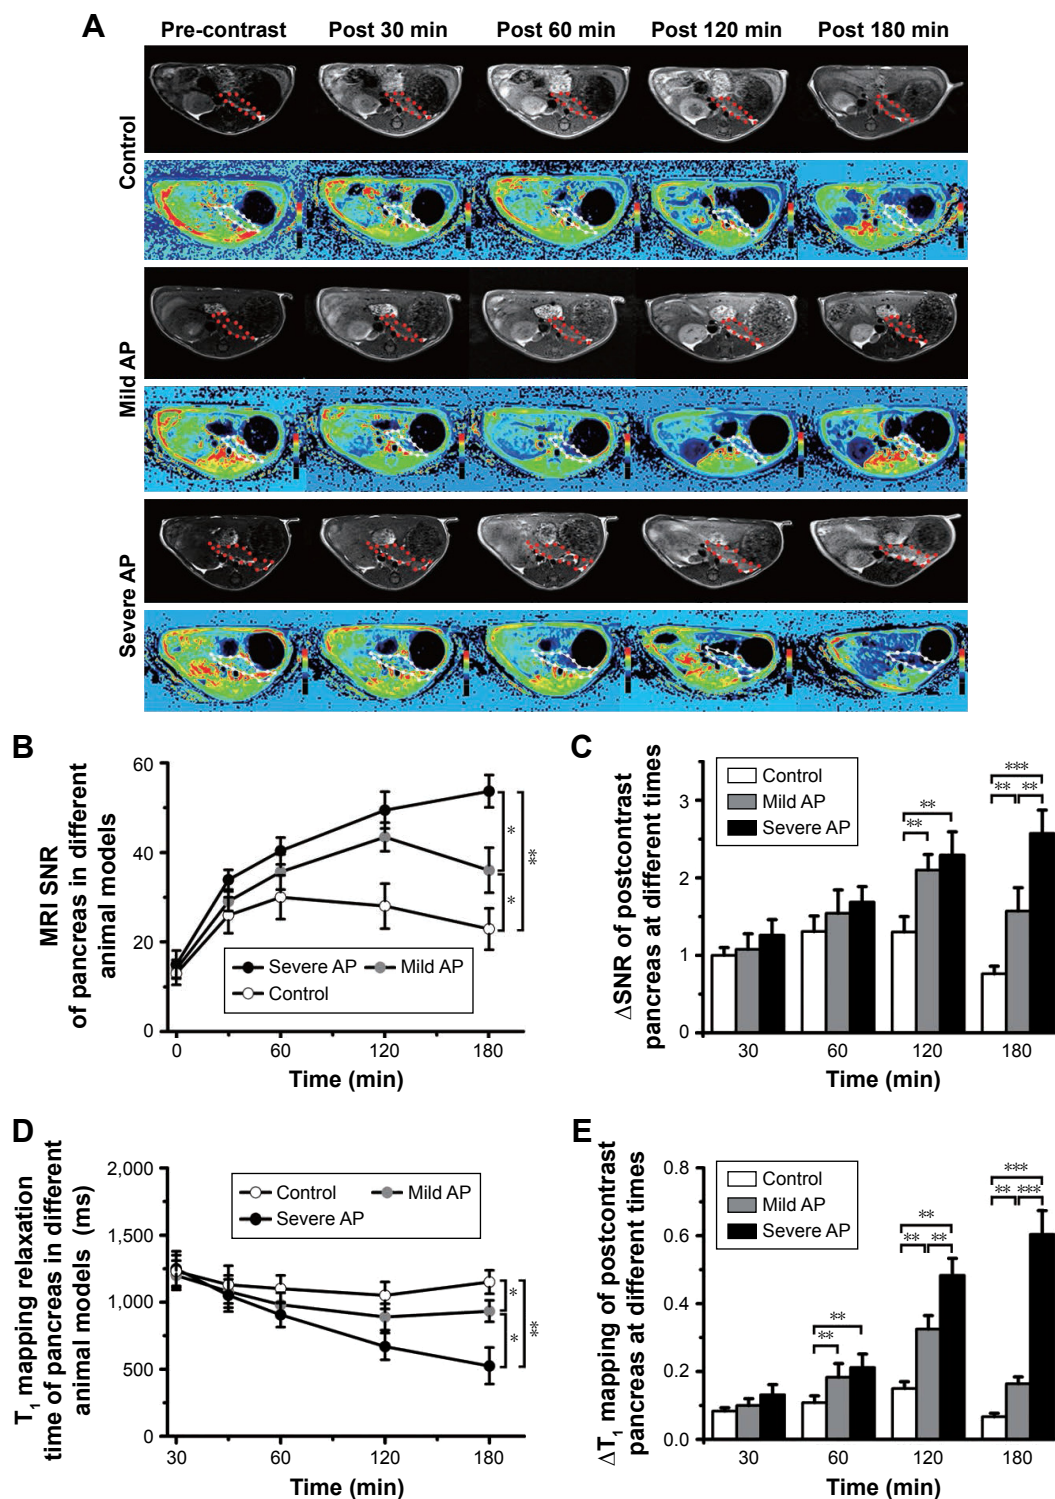 A
Pre-contrast
Post 30 min
Post 60 min
Post 120 min
Post 180 min
Control
Mild AP
Severe AP
B
MRI SNR
of pancreas in different
animal models
60
40
20
0
**
*
*
Severe AP
Mild AP
Control
0
60
120
180
Time (min)
C
ΔSNR of postcontrast
pancreas at different times
3
2
1
0
Control
Mild AP
Severe AP
**
**
***
**
**
30
60
120
180
Time (min)
D
T1 mapping relaxation
time of pancreas in different
animal models (ms)
2,000
1,500
1,000
500
0
Control
Mild AP
Severe AP
*
*
**
30
60
120
180
Time (min)
E
ΔT1 mapping of postcontrast
pancreas at different times
0.8
0.6
0.4
0.2
0.0
Control
Mild AP
Severe AP
**
**
**
**
**
***
**
***
30
60
120
180
Time (min)